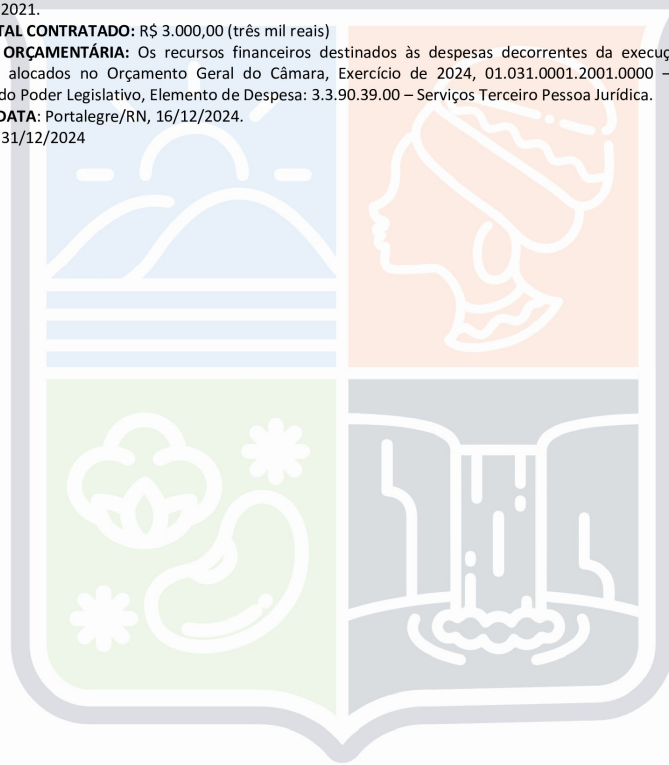 2021.
TAL CONTRATADO: R$ 3.000,00 (três mil reais)
ORÇAMENTÁRIA: Os recursos financeiros destinados às despesas decorrentes da execuç
alocados no Orçamento Geral do Câmara, Exercício de 2024, 01.031.0001.2001.0000 –
do Poder Legislativo, Elemento de Despesa: 3.3.90.39.00 – Serviços Terceiro Pessoa Jurídica.
DATA: Portalegre/RN, 16/12/2024.
31/12/2024